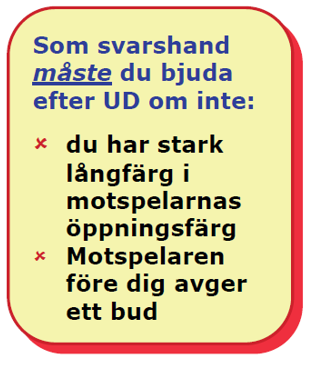 Som svarshand
måste du bjuda
efter UD om inte:
du har stark
långfärg i
motspelarnas
öppningsfärg
Motspelaren
före dig avger
ett bud